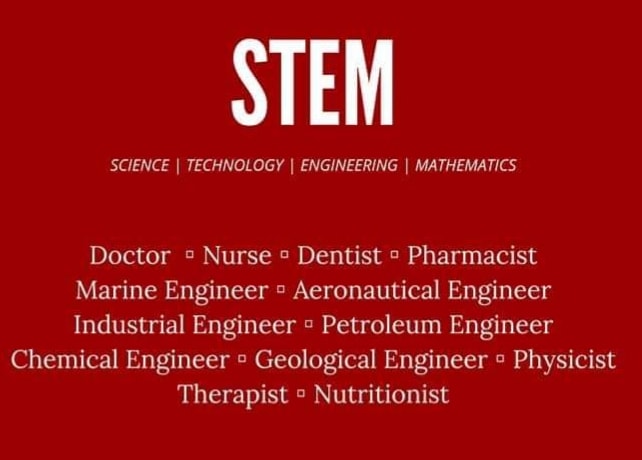 STEM
SCIENCE | TECHNOLOGY | ENGINEERING | MATHEMATICS
Doctor ▫ Nurse ▫ Dentist ▫ Pharmacist
Marine Engineer ▫ Aeronautical Engineer
Industrial Engineer ▫ Petroleum Engineer
Chemical Engineer ▫ Geological Engineer ▫ Physicist
Therapist ▫ Nutritionist